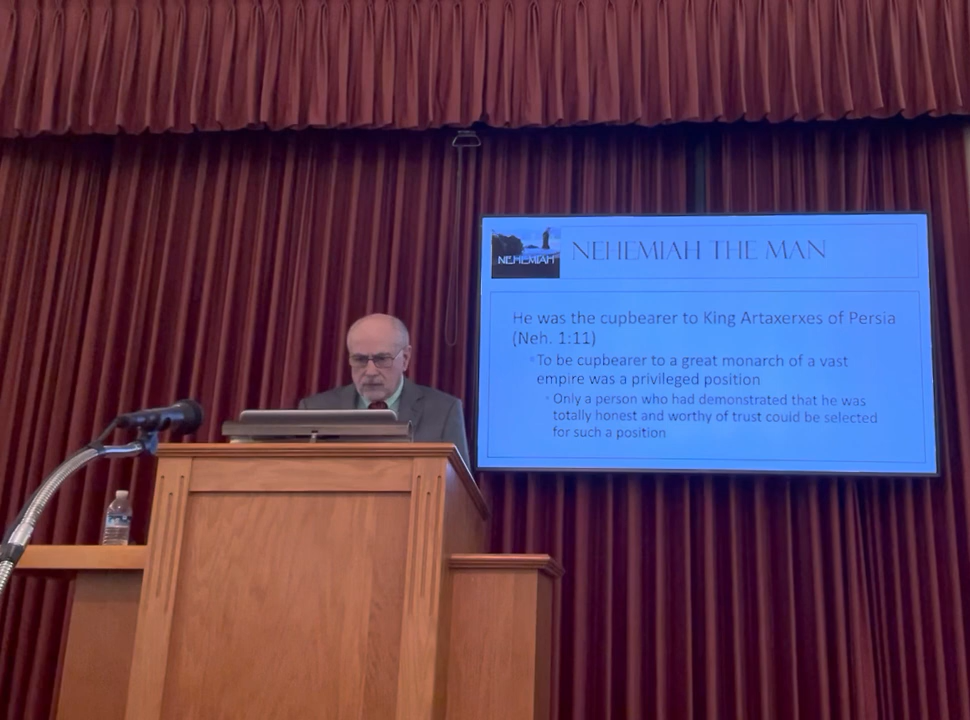 NEHEMIAH
NEHEMIAH THE MAN
He was the cupbearer to King Artaxerxes of Persia
(Neh. 1:11)
To be cupbearer to a great monarch of a vast
empire was a privileged position
Only a person who had demonstrated that he was
totally honest and worthy of trust could be selected
for such a position